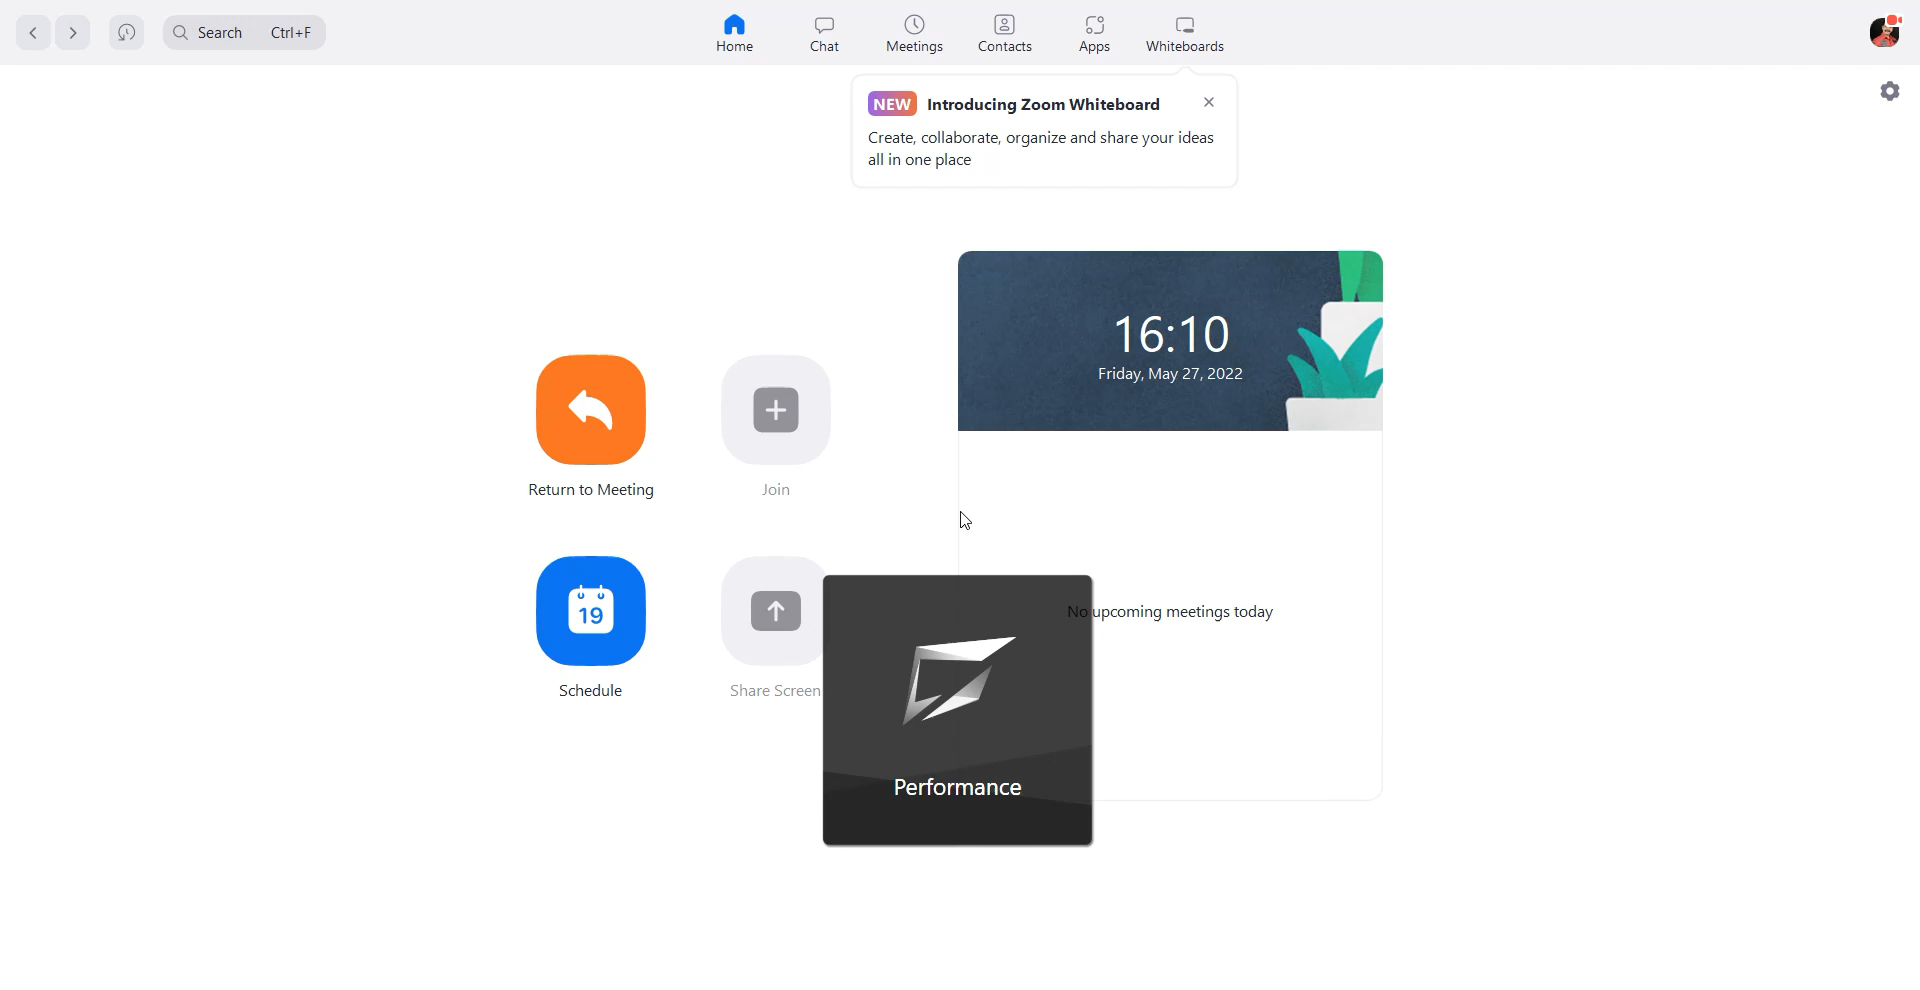 Search Ctrl+F
Home
Chat
Meetings
Contacts
Apps
Whiteboards
NEW Introducing Zoom Whiteboard
Create, collaborate, organize and share your ideas
all in one place
16:10
Friday, May 27, 2022
Return to Meeting
Join
19
Schedule
Share Screen
No upcoming meetings today
Performance